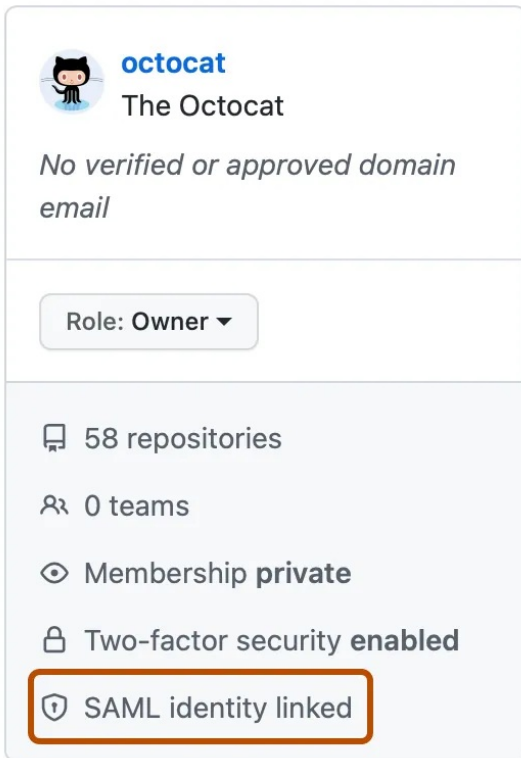 octocat
The Octocat
No verified or approved domain
email
Role: Owner
58 repositories
0 teams
Membership private
Two-factor security enabled
SAML identity linked